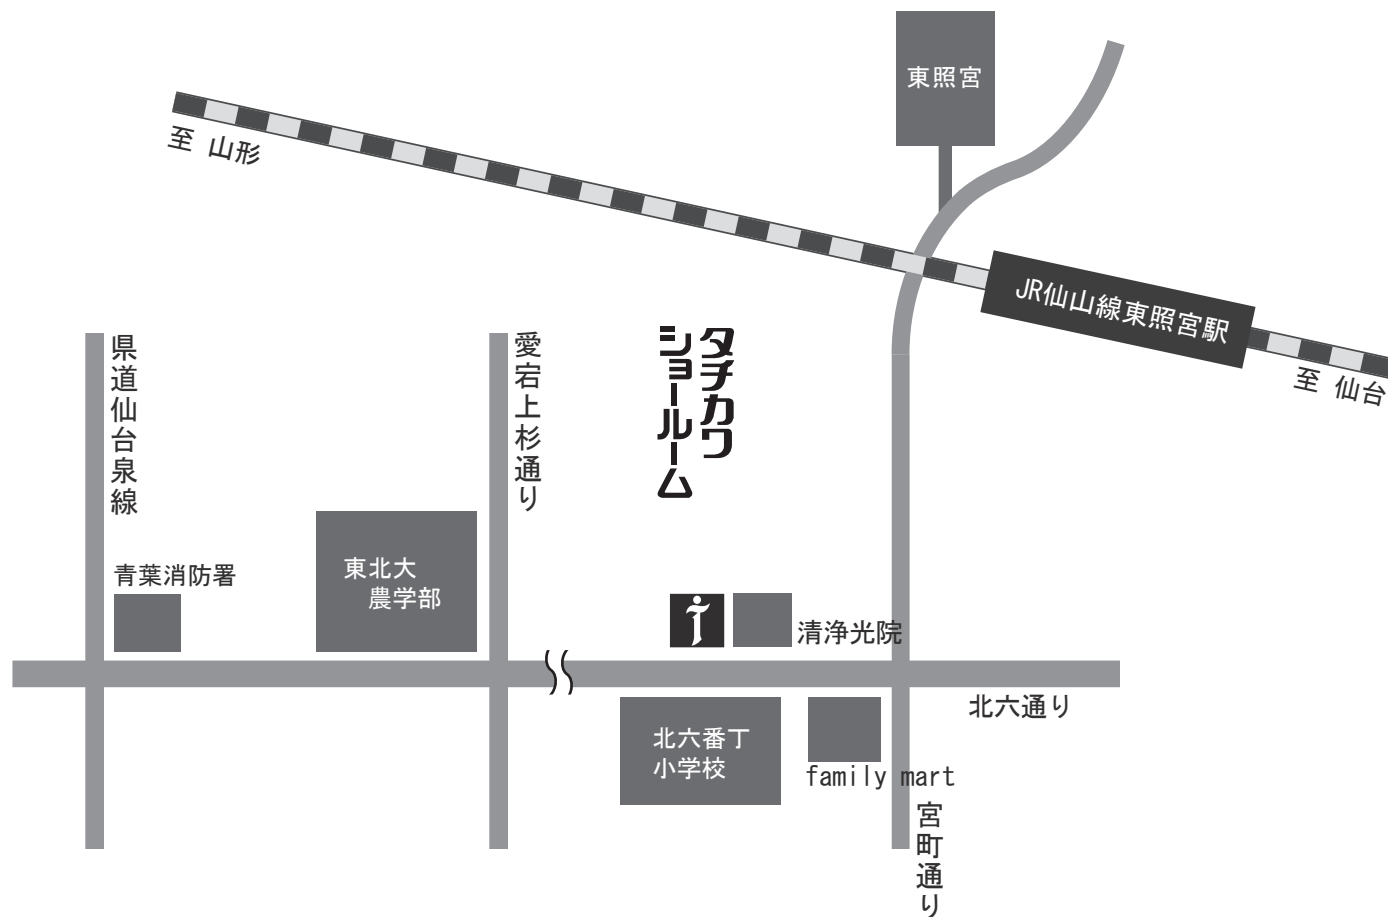 東照宮
至 山形
JR仙山線東照宮駅
至 仙台
県道仙台泉線
愛宕上杉通り
タチカワ
ショールーム
青葉消防署
東北大
農学部
清浄光院
北六通り
北六番丁
小学校
family mart
宮町通り